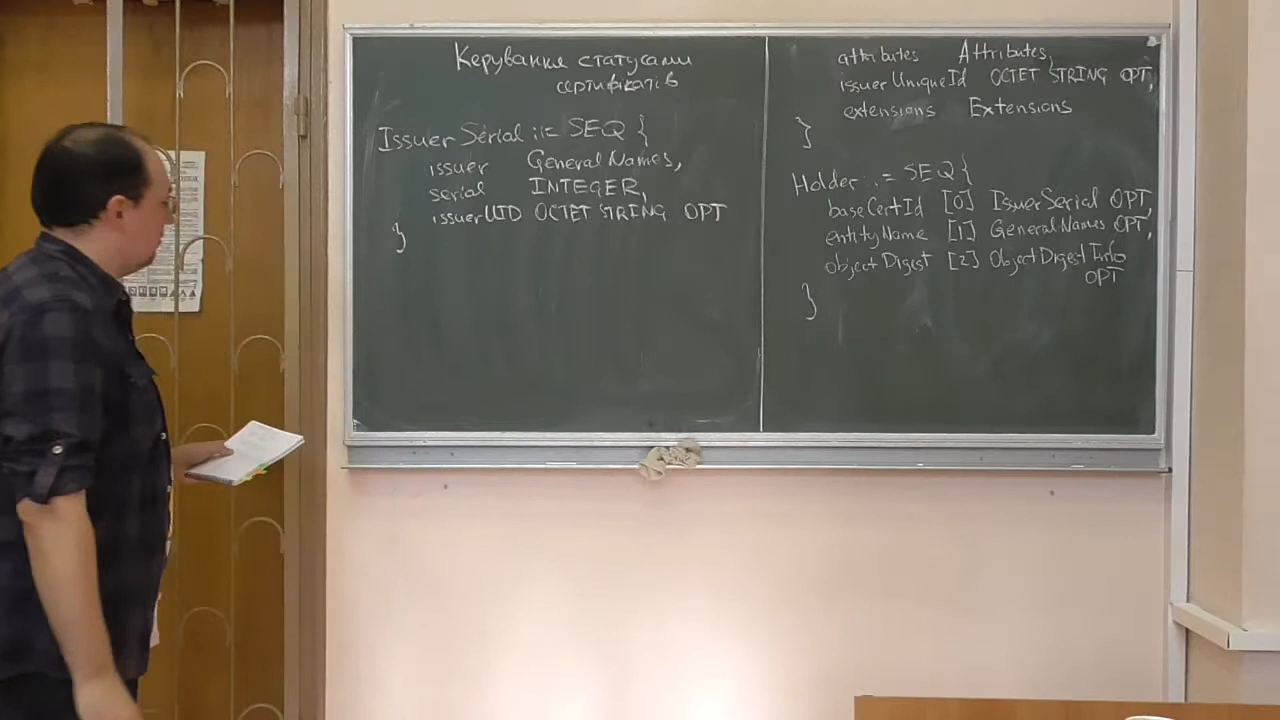 Керування статусами
сертифікатів
IssuerSerial ::= SEQ {
issuer GeneralNames,
serial INTEGER,
issuerUID OCTET STRING OPT
}
attributes Attributes,
issuerUniqueId OCTET STRING OPT,
extensions Extensions
}
Holder ::= SEQ {
baseCertId [0] IssuerSerial OPT,
entityName [1] GeneralNames OPT,
objectDigest [2] ObjectDigestInfo
OPT
}